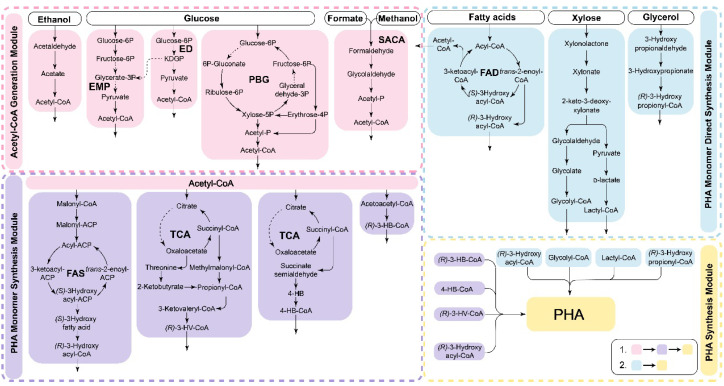 Acetyl-CoA Generation Module
Ethanol
Acetaldehyde
Acetate
Acetyl-CoA
Glucose
Glucose-6P
Fructose-6P
Glycerate-3P
EMP
Pyruvate
Acetyl-CoA
Glucose-6P
ED
KDGP
Pyruvate
Acetyl-CoA
Glucose-6P
6P-Gluconate
Fructose-6P
PBG
Glyceral
dehyde-3P
Ribulose-6P
Xylose-5P
Erythrose-4P
Acetyl-P
Acetyl-CoA
Formate
Methanol
SACA
Formaldehyde
Glycolaldehyde
Acetyl-P
Acetyl-CoA
PHA Monomer Direct Synthesis Module
Fatty acids
Acetyl-
CoA
Acyl-CoA
3-ketoacyl-
CoA
FAD
trans-2-enoyl-
CoA
(S)-3Hydroxy
acyl-CoA
(R)-3Hydroxy
acyl-CoA
Xylose
Xylonolactone
Xylonate
2-keto-3-deoxy-
xylonate
Glycolaldehyde
Glycolate
Glycolyl-CoA
Pyruvate
D-lactate
Lactyl-CoA
Glycerol
3-Hydroxy
propionaldehyde
3-Hydroxypropionate
(R)-3-Hydroxy
propionyl-CoA
PHA Monomer Synthesis Module
Acetyl-CoA
Malonyl-CoA
Malonyl-ACP
Acyl-ACP
3-ketoacyl-
ACP
FAS
trans-2-enoyl-
ACP
(S)-3Hydroxy
acyl-ACP
(S)-3Hydroxy
fatty acid
(R)-3-Hydroxy
acyl-CoA
Citrate
Succinyl-CoA
TCA
Oxaloacetate
Threonine
Methylmalonyl-CoA
2-Ketobutyrate
Propionyl-CoA
3-Ketovaleryl-CoA
(R)-3-HV-CoA
Citrate
TCA
Succinyl-CoA
Oxaloacetate
Succinate
semialdehyde
4-HB
4-HB-CoA
Acetoacetyl-CoA
(R)-3-HB-CoA
PHA Synthesis Module
(R)-3-HB-CoA
4-HB-CoA
(R)-3-HV-CoA
(R)-3-Hydroxy
acyl-CoA
(R)-3-Hydroxy
acyl-CoA
Glycolyl-CoA
Lactyl-CoA
(R)-3-Hydroxy
propionyl-CoA
PHA
1.
2.